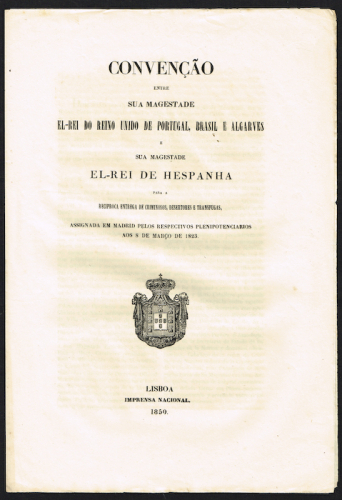 CONVENÇÃO
ENTRE
SUA MAGESTADE
EL-REI DO REINO UNIDO DE PORTUGAL, BRASIL E ALGARVES
E
SUA MAGESTADE
EL-REI DE HESPANHA
PARA A
RECIPROCA ENTREGA DE CRIMINOSOS, DESERTORES E TRANSFUGAS,
ASSIGNADA EM MADRID PELOS RESPECTIVOS PLENIPOTENCIARIOS
AOS 8 DE MARÇO DE 1823.
LISBOA
IMPRENSA NACIONAL.
1850.